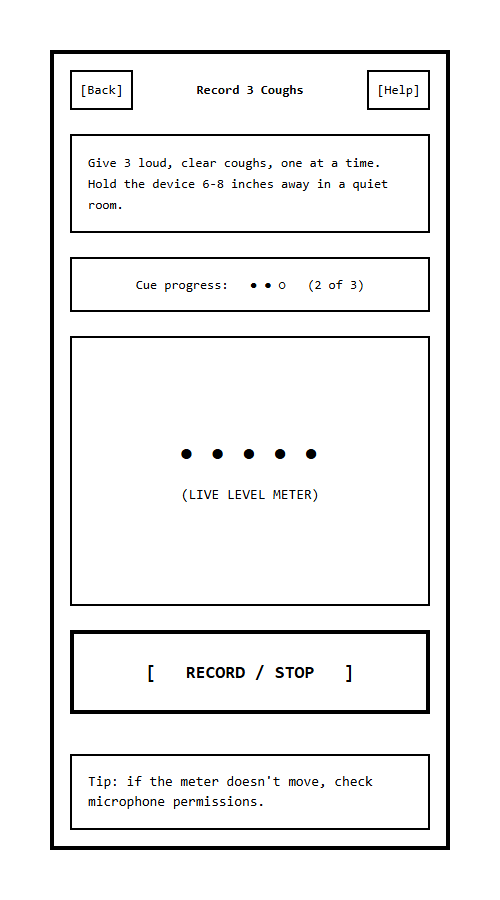 [Back] Record 3 Coughs [Help]
Give 3 loud, clear coughs, one at a time.
Hold the device 6-8 inches away in a quiet
room.
Cue progress: ● ● ○ (2 of 3)
● ● ● ● ●
(LIVE LEVEL METER)
[ RECORD / STOP ]
Tip: if the meter doesn't move, check
microphone permissions.